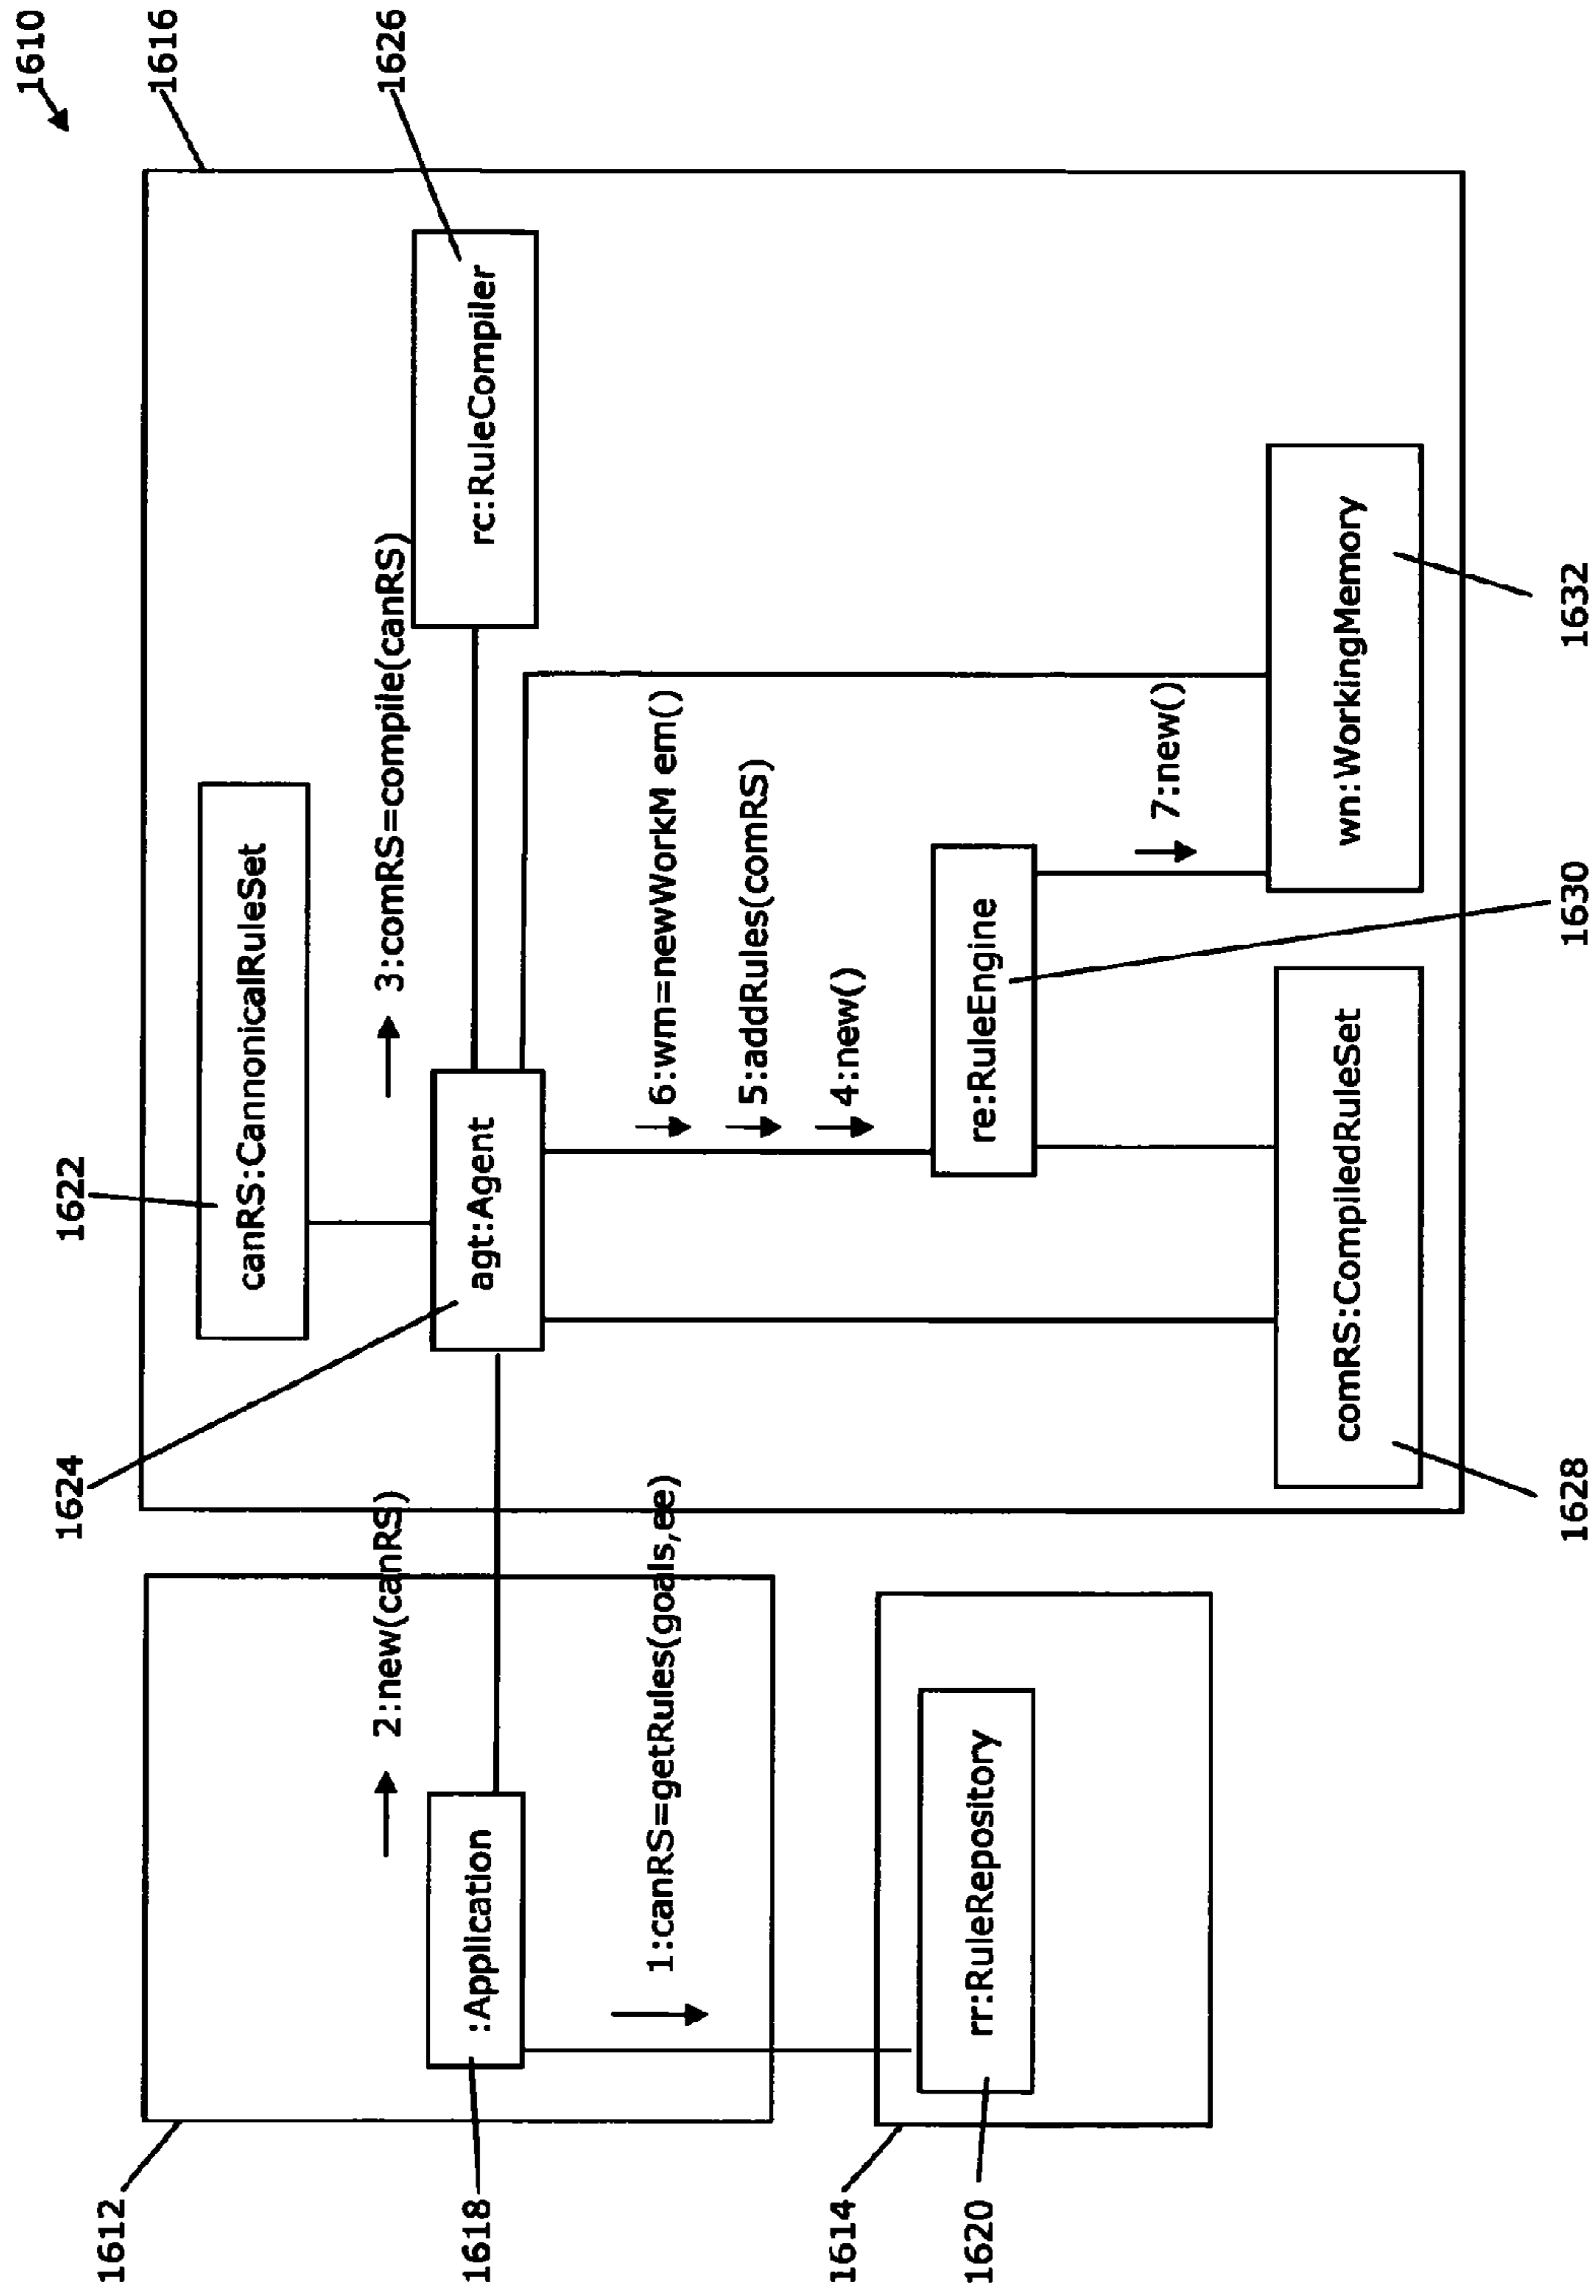 1610
1616
1626
1622
canRS:CannonicalRuleSet
3:comRS=compile(canRS)
rc:RuleCompiler
1624
agt:Agent
2:new(canRS)
1612
:Application
1618
1:canRS=getRules(goals,ee)
6:wm=newWorkM em()
5:addRules(comRS)
4:new()
re:RuleEngine
7:new()
1614
rr:RuleRepository
1620
comRS:CompiledRuleSet
wn:WorkingMemory
1628
1630
1632